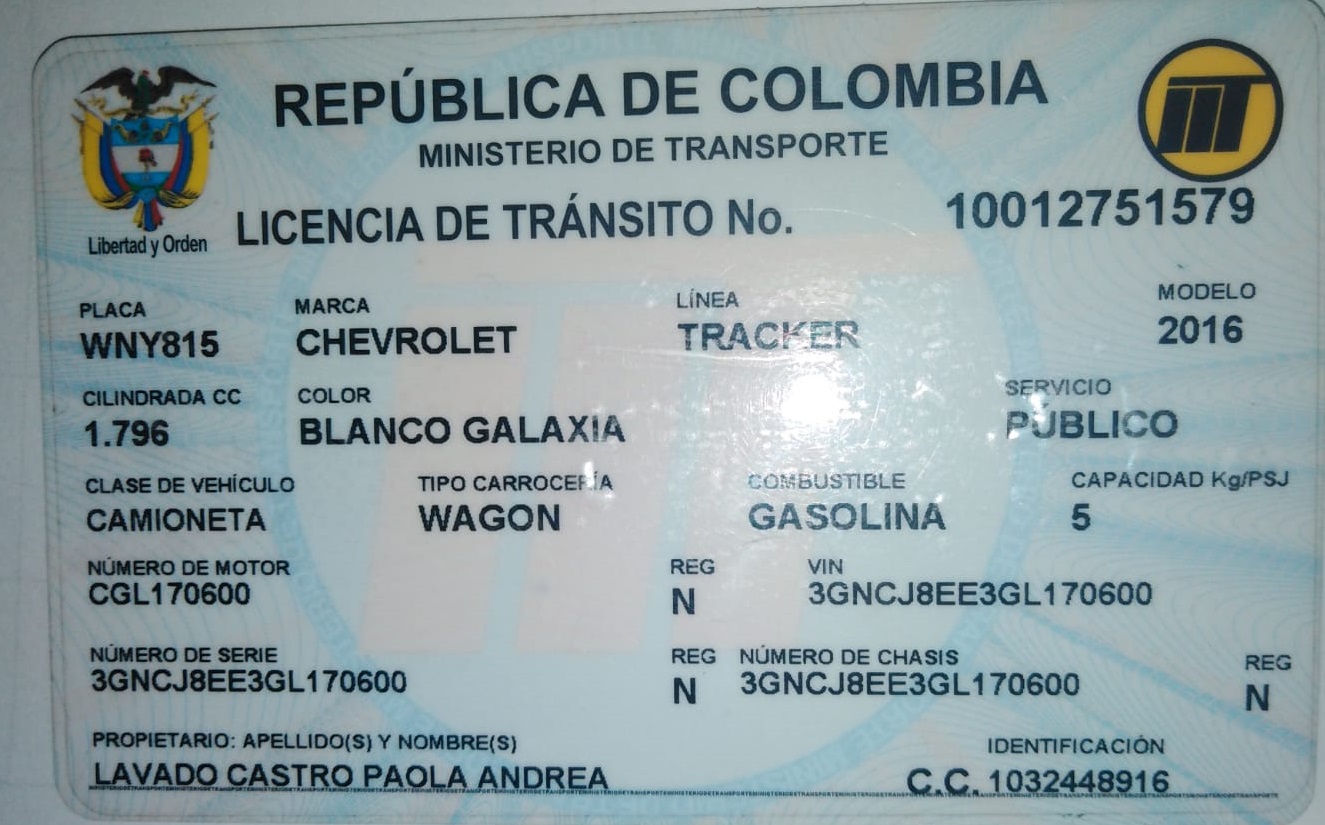 REPÚBLICA DE COLOMBIA
MINISTERIO DE TRANSPORTE
Libertad y Orden
LICENCIA DE TRÁNSITO No. 10012751579
PLACA MARCA LÍNEA MODELO
WNY815 CHEVROLET TRACKER 2016
CILINDRADA CC COLOR SERVICIO
1.796 BLANCO GALAXIA PÚBLICO
CLASE DE VEHÍCULO TIPO CARROCERÍA COMBUSTIBLE CAPACIDAD Kg/PSJ
CAMIONETA WAGON GASOLINA 5
NÚMERO DE MOTOR REG VIN
CGL170600 N 3GNCJ8EE3GL170600
NÚMERO DE SERIE REG NÚMERO DE CHASIS REG
3GNCJ8EE3GL170600 N 3GNCJ8EE3GL170600 N
PROPIETARIO: APELLIDO(S) Y NOMBRE(S) IDENTIFICACIÓN
LAVADO CASTRO PAOLA ANDREA C.C. 1032448916